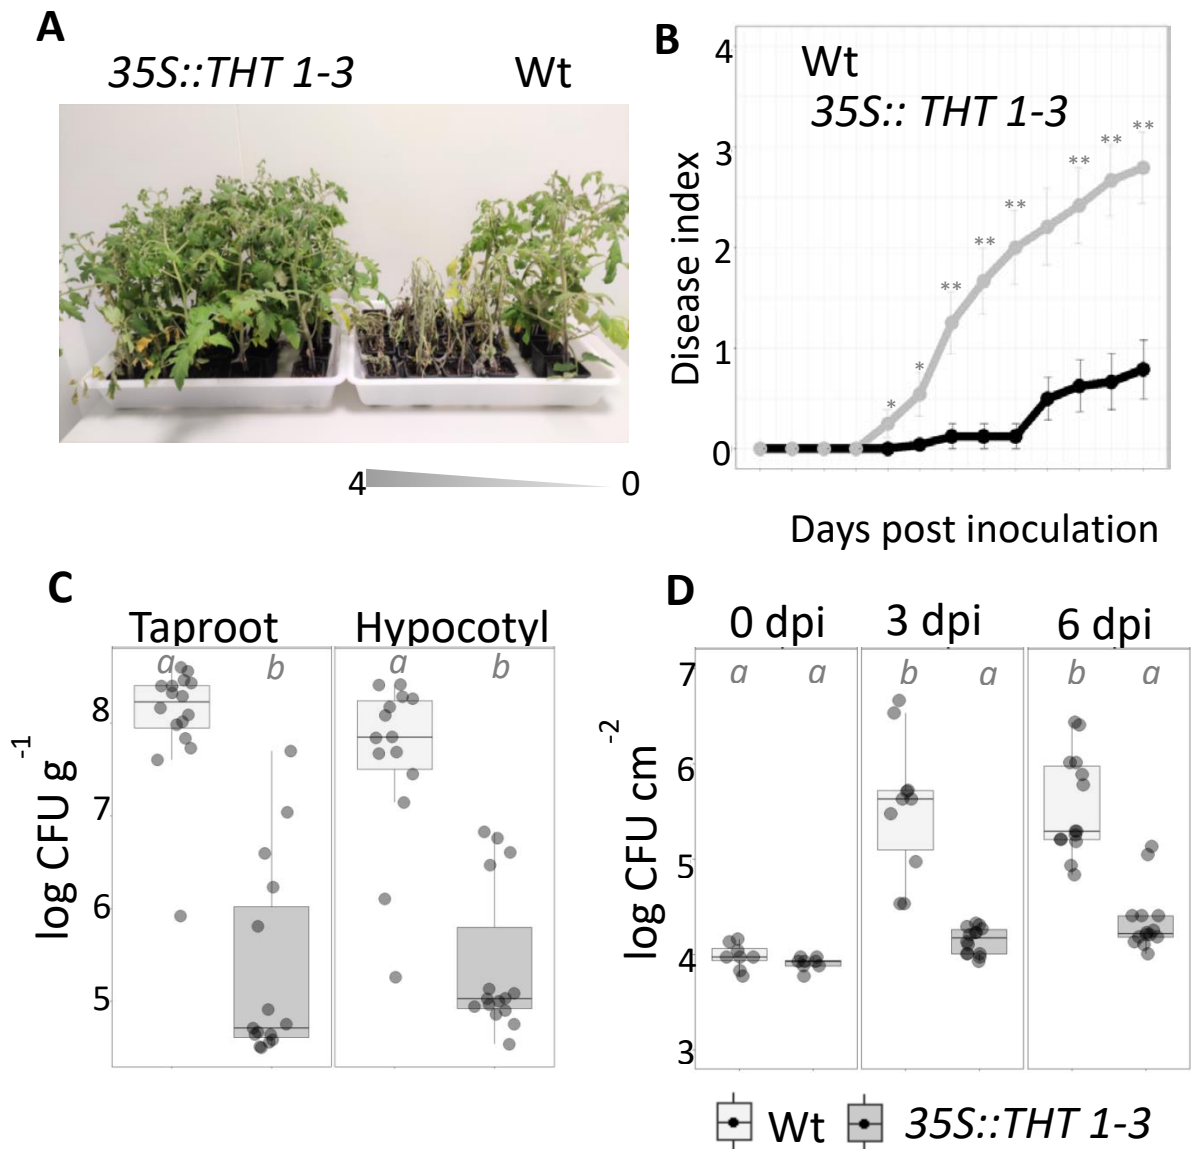 A
35S::THT 1-3 Wt
4 0
B
Wt
35S:: THT 1-3
Disease index
4
3
2
1
0
* * ** ** ** ** ** **
Days post inoculation
C
Taproot Hypocotyl
a b a b
log CFU g -1
8
7
6
5
D
0 dpi 3 dpi 6 dpi
a a b a b a
log CFU cm -2
7
6
5
4
3
Wt 35S::THT 1-3